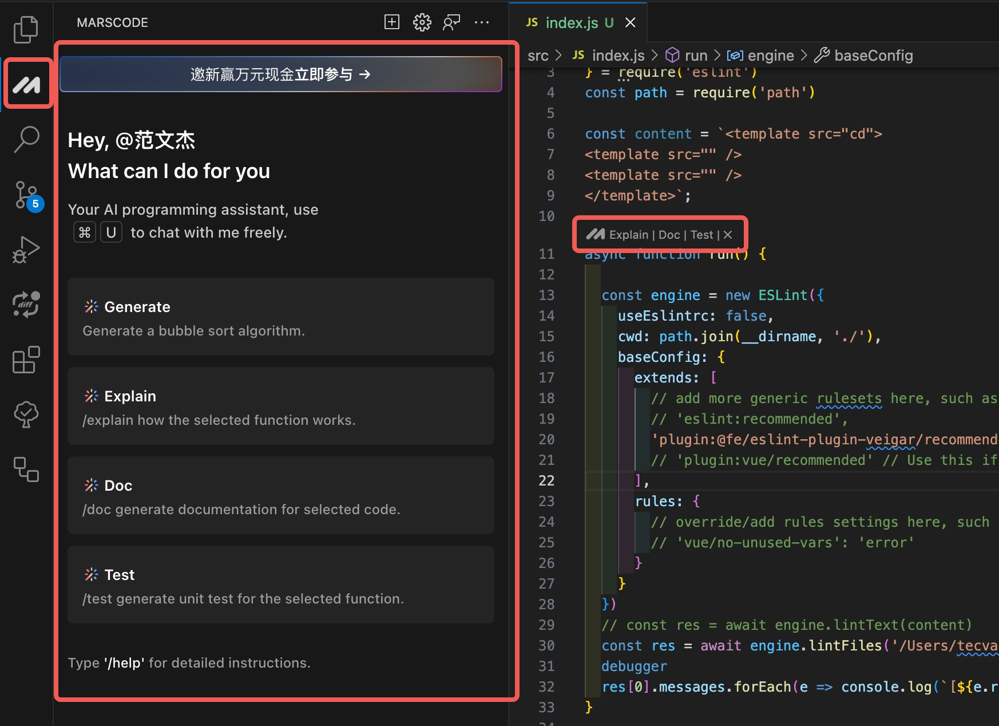 MARSCODE
邀新赢万元现金立即参与 →
Hey, @范文杰
What can I do for you
Your AI programming assistant, use
⌘ U to chat with me freely.
Generate
Generate a bubble sort algorithm.
Explain
/explain how the selected function works.
Doc
/doc generate documentation for selected code.
Test
/test generate unit test for the selected function.
Type '/help' for detailed instructions.
5
diff
JS index.js U ×
src > JS index.js > run > engine > baseConfig
3 } = require('eslint')
4 const path = require('path')
5
6 const content = `<template src="cd">
7 <template src="" />
8 <template src="" />
9 </template>`;
10
Explain | Doc | Test | ×
11 async function run() {
12
13 const engine = new ESLint({
14 useEslintrc: false,
15 cwd: path.join(__dirname, './'),
16 baseConfig: {
17 extends: [
18 // add more generic rulesets here, such as
19 // 'eslint:recommended',
20 'plugin:@fe/eslint-plugin-veigar/recommend
21 // 'plugin:vue/recommended' // Use this if
22 ],
23 rules: {
24 // override/add rules settings here, such
25 // 'vue/no-unused-vars': 'error'
26 }
27 }
28 })
29 // const res = await engine.lintText(content)
30 const res = await engine.lintFiles('/Users/tecva
31 debugger
32 res[0].messages.forEach(e => console.log(`[${e.r
33 }